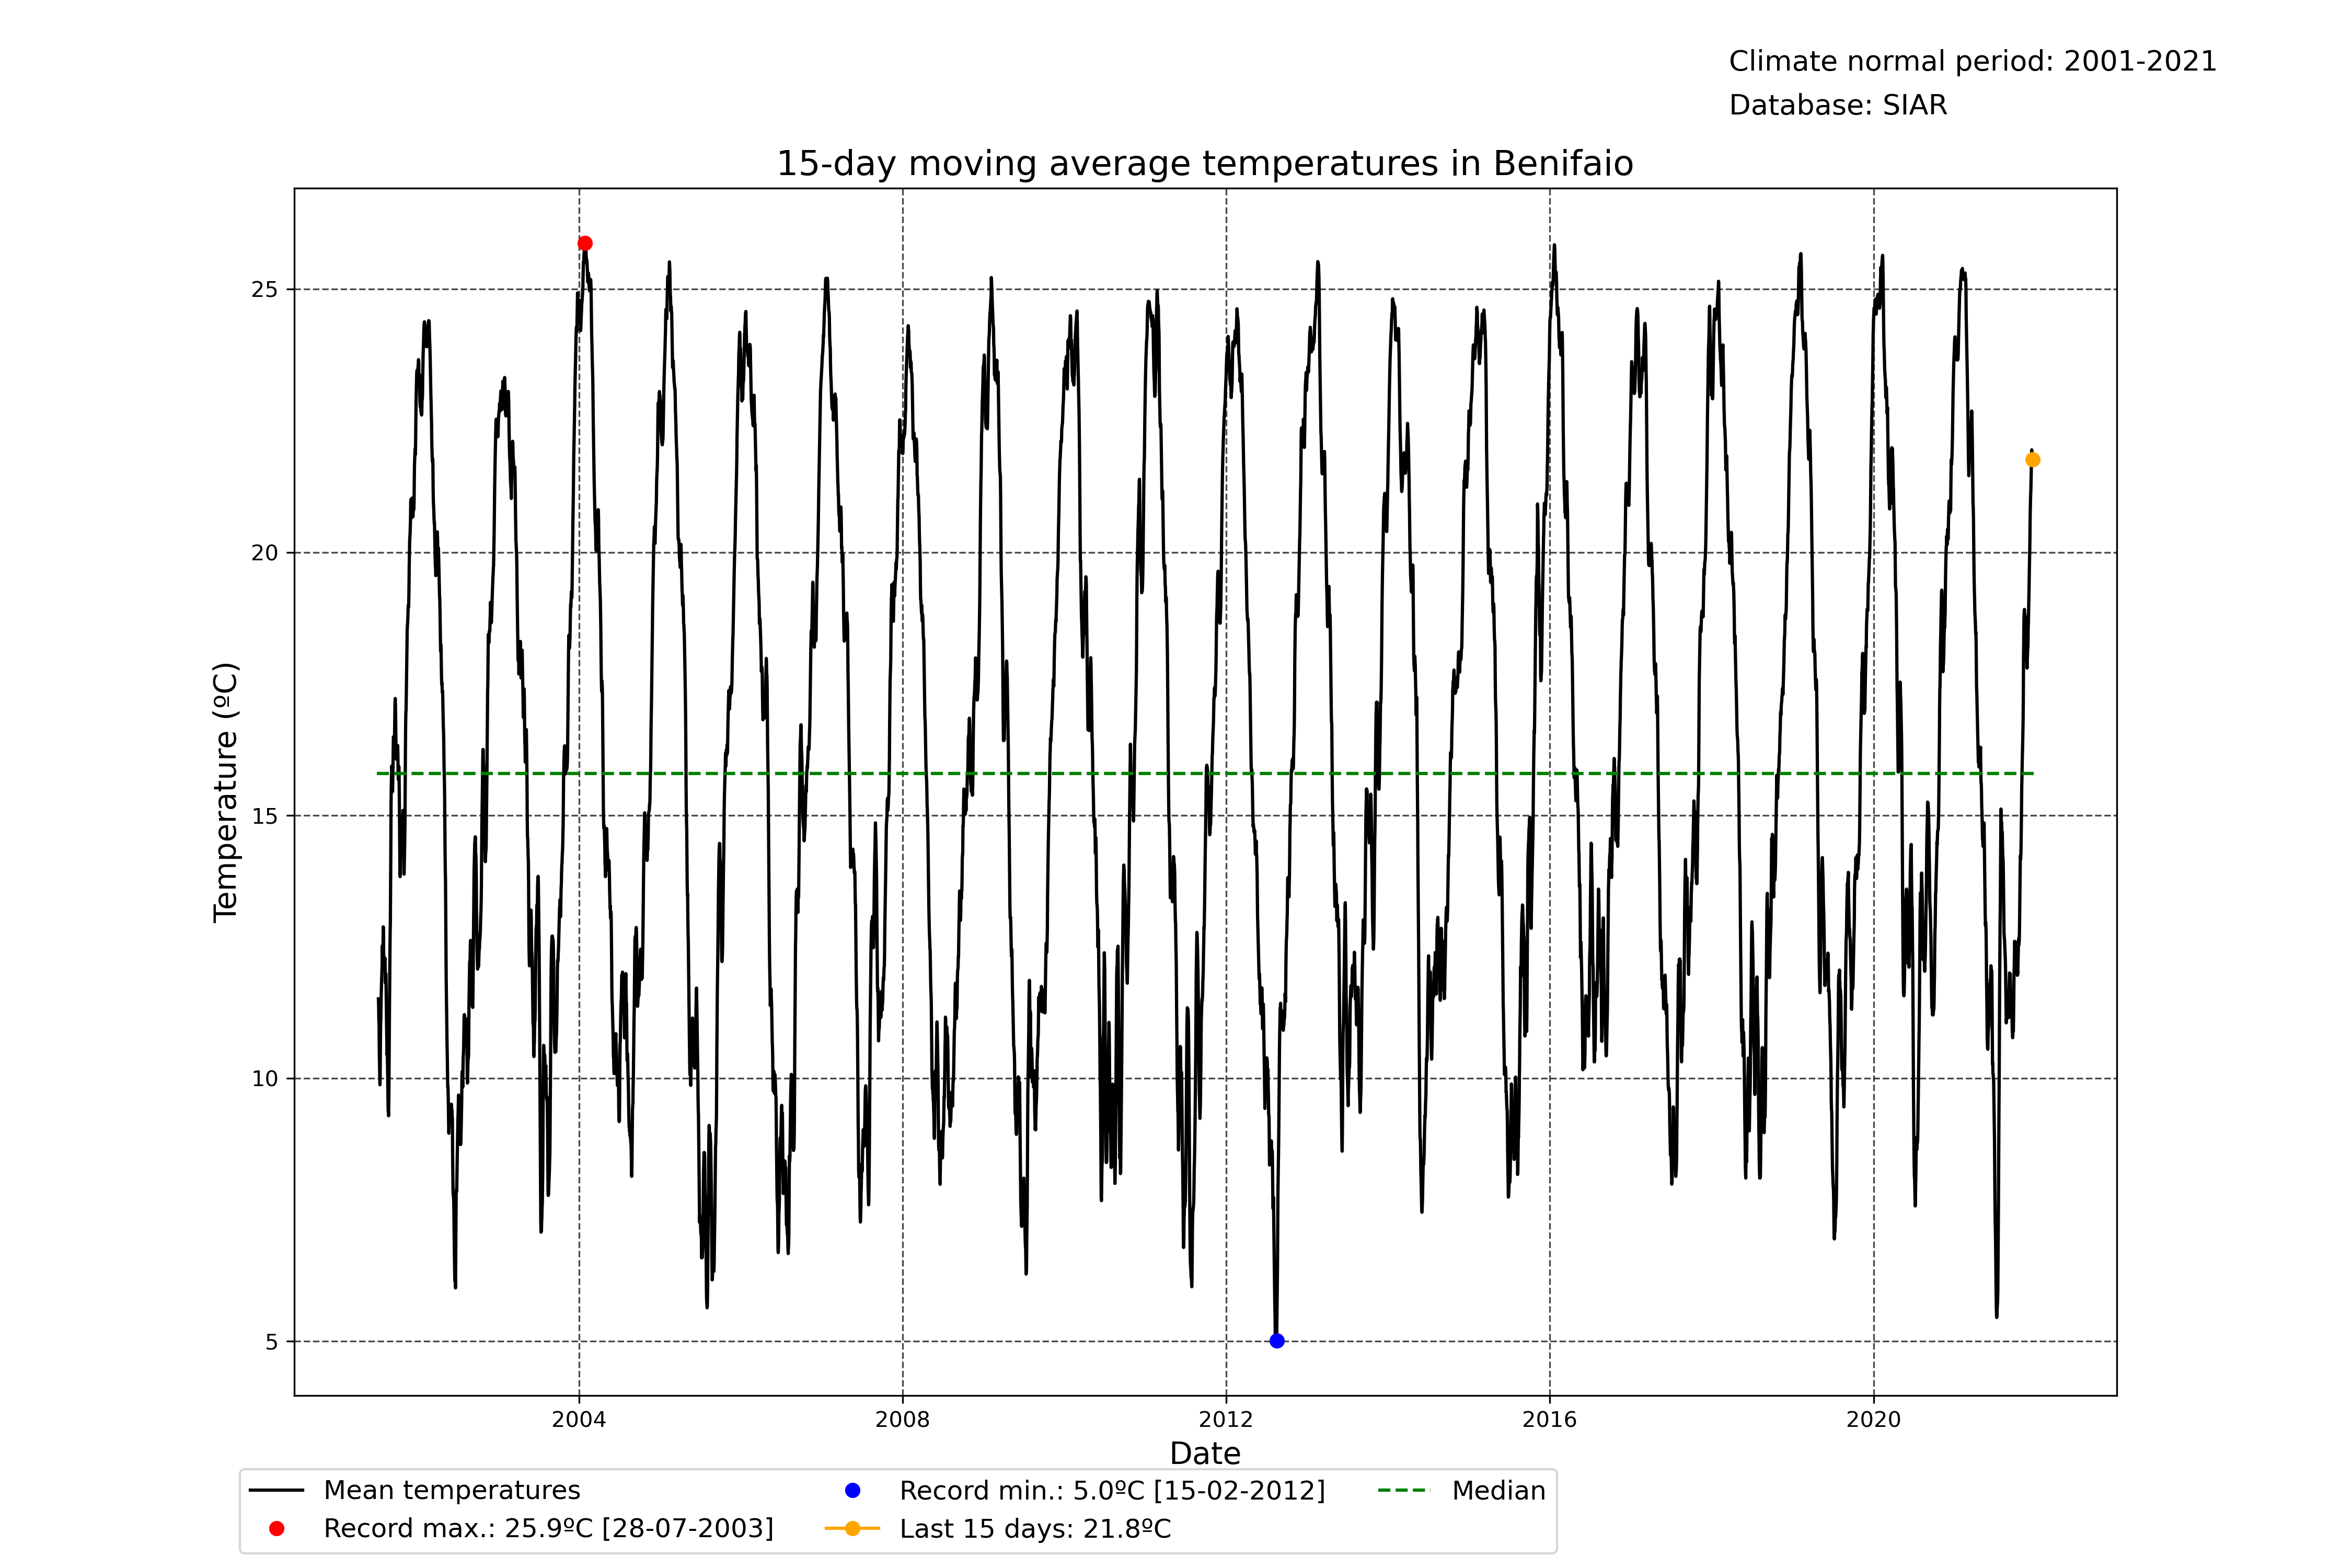 Climate normal period: 2001-2021
Database: SIAR
15-day moving average temperatures in Benifaio
25
20
15
10
5
Temperature (ºC)
2004 2008 2012 2016 2020
Date
Mean temperatures
Record max.: 25.9ºC [28-07-2003]
Record min.: 5.0ºC [15-02-2012]
Last 15 days: 21.8ºC
Median